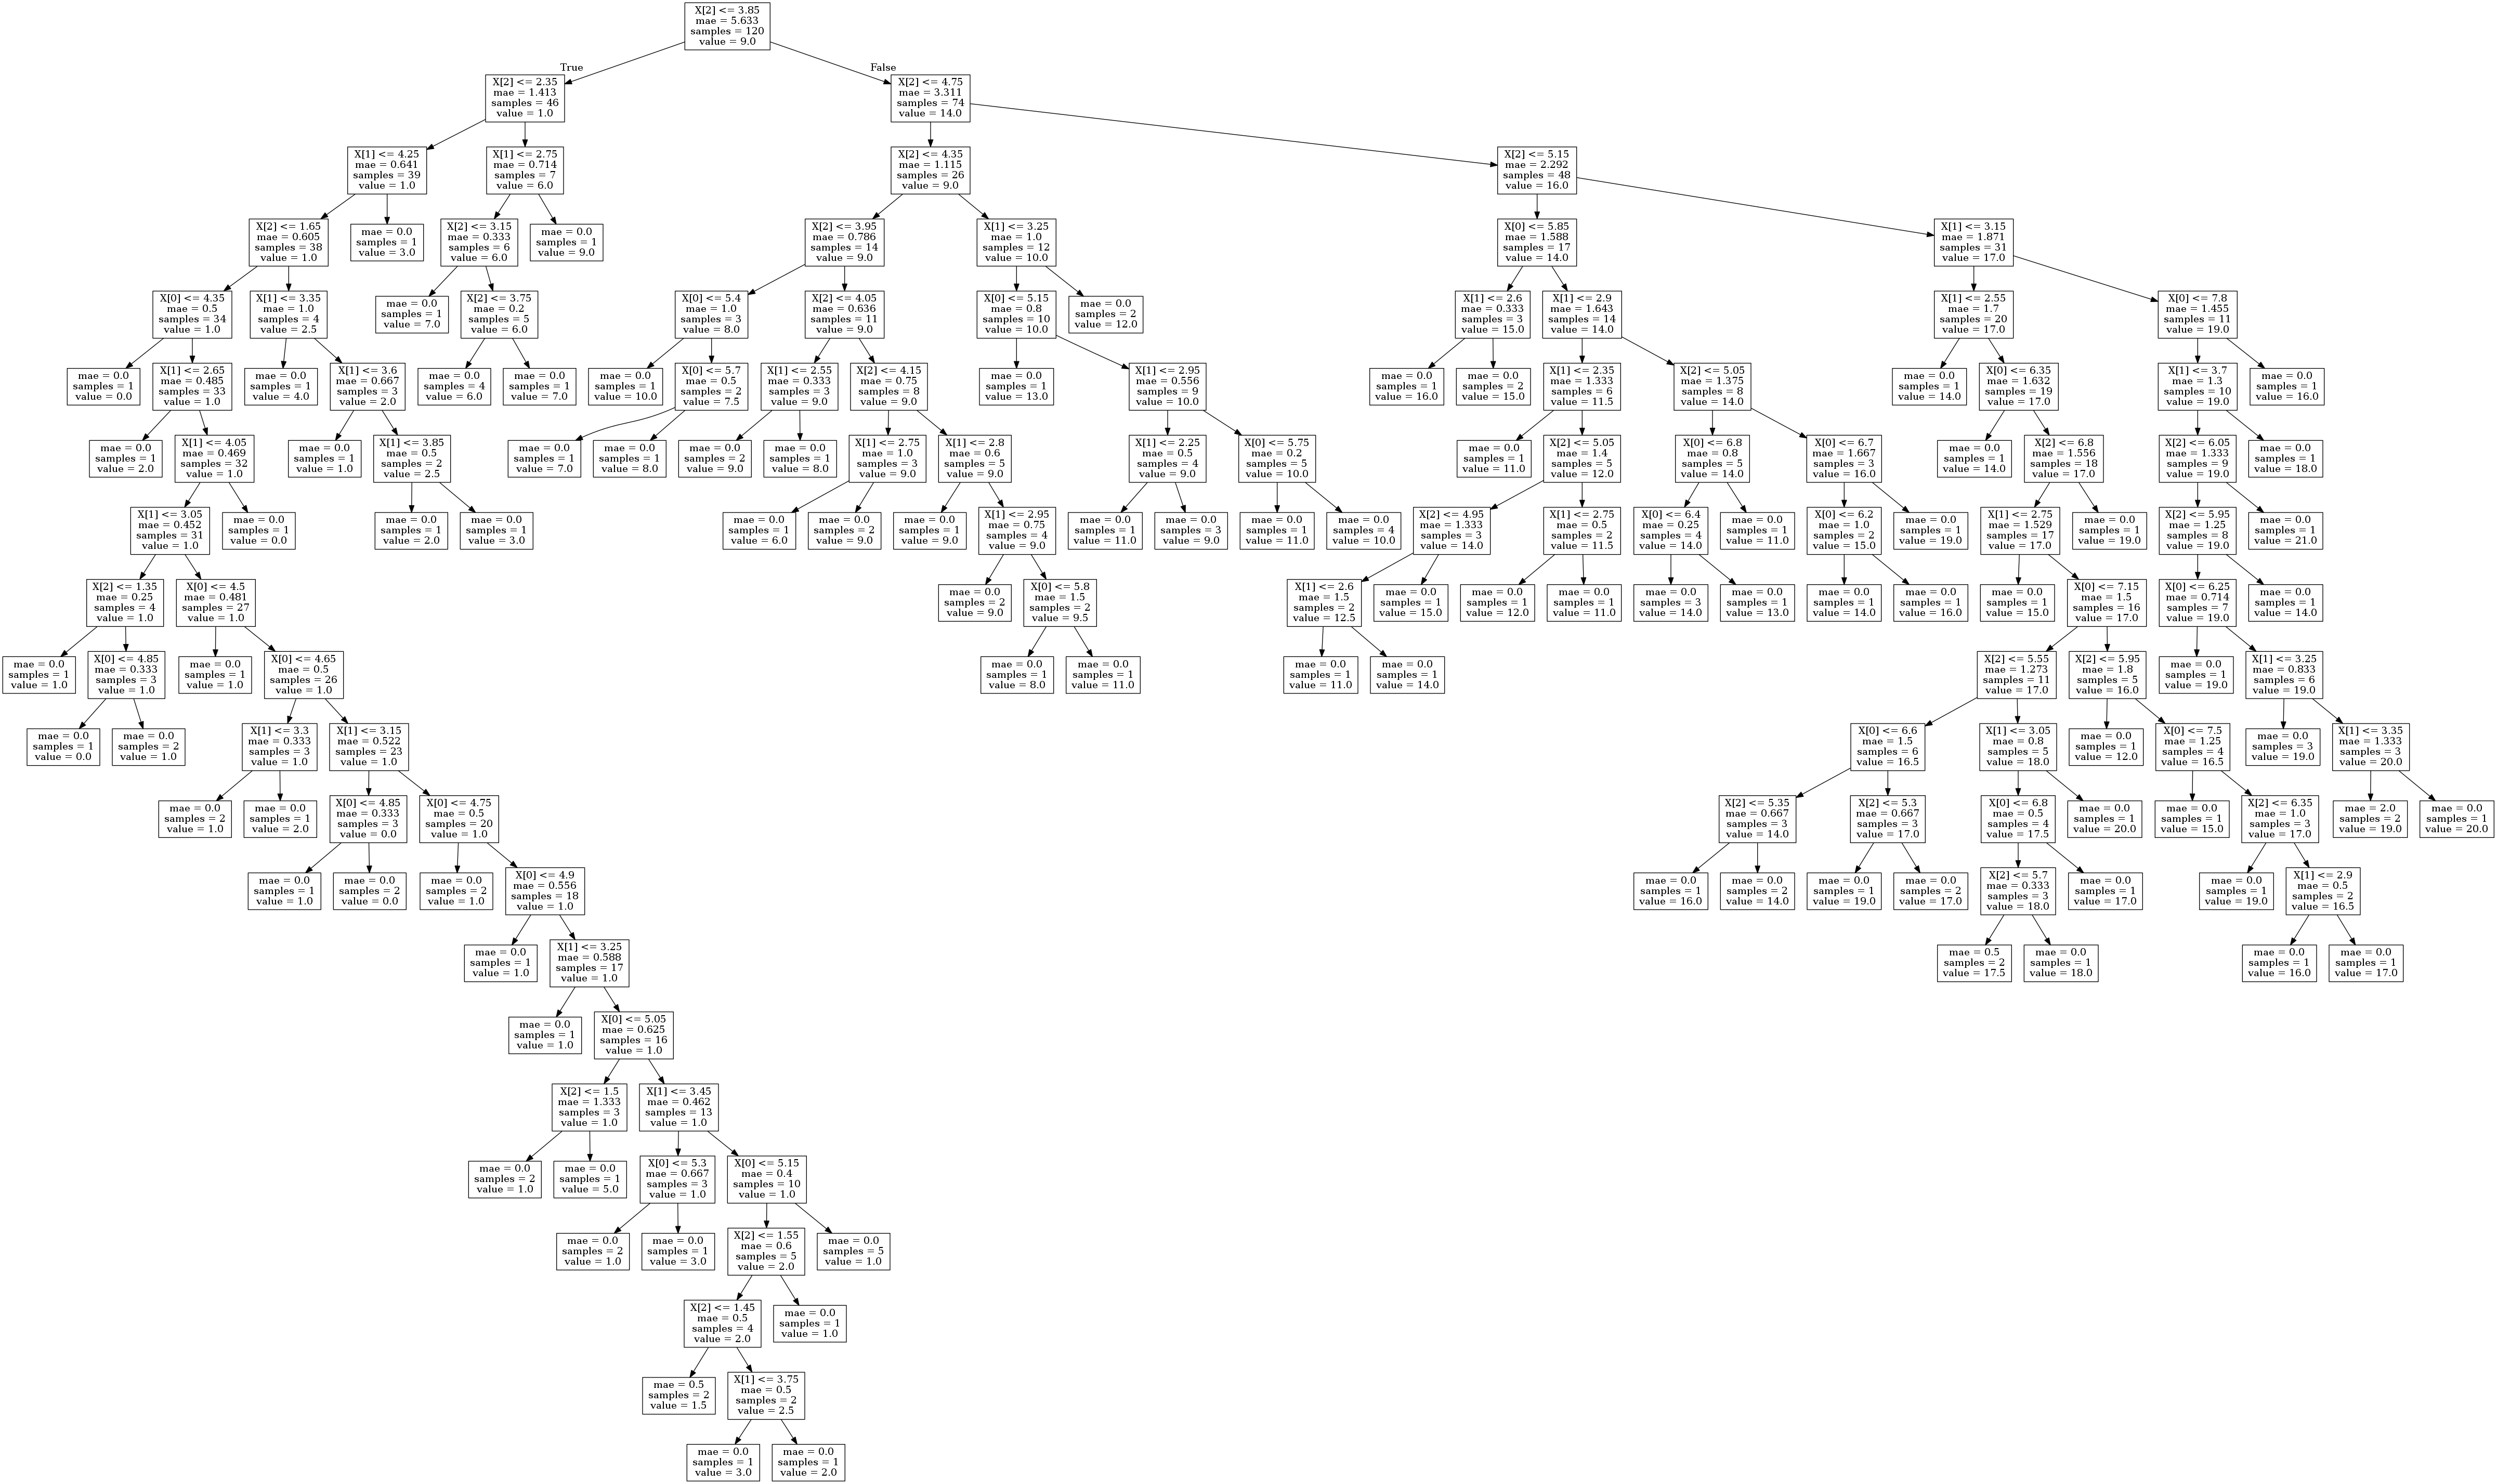 X[2] <= 3.85
mae = 5.633
samples = 120
value = 9.0
True
False
X[2] <= 2.35
mae = 1.413
samples = 46
value = 1.0
X[2] <= 4.75
mae = 3.311
samples = 74
value = 14.0
X[1] <= 4.25
mae = 0.641
samples = 39
value = 1.0
X[1] <= 2.75
mae = 0.714
samples = 7
value = 6.0
X[2] <= 4.35
mae = 1.115
samples = 26
value = 9.0
X[2] <= 5.15
mae = 2.292
samples = 48
value = 16.0
X[2] <= 1.65
mae = 0.605
samples = 38
value = 1.0
mae = 0.0
samples = 1
value = 3.0
X[2] <= 3.15
mae = 0.333
samples = 6
value = 6.0
mae = 0.0
samples = 1
value = 9.0
X[2] <= 3.95
mae = 0.786
samples = 14
value = 9.0
X[1] <= 3.25
mae = 1.0
samples = 12
value = 10.0
X[0] <= 5.85
mae = 1.588
samples = 17
value = 14.0
X[1] <= 3.15
mae = 1.871
samples = 31
value = 17.0
X[0] <= 4.35
mae = 0.5
samples = 34
value = 1.0
X[1] <= 3.35
mae = 1.0
samples = 4
value = 2.5
mae = 0.0
samples = 1
value = 7.0
X[2] <= 3.75
mae = 0.2
samples = 5
value = 6.0
X[0] <= 5.4
mae = 1.0
samples = 3
value = 8.0
X[2] <= 4.05
mae = 0.636
samples = 11
value = 9.0
X[0] <= 5.15
mae = 0.8
samples = 10
value = 10.0
mae = 0.0
samples = 2
value = 12.0
X[1] <= 2.6
mae = 0.333
samples = 3
value = 15.0
X[1] <= 2.9
mae = 1.643
samples = 14
value = 14.0
X[1] <= 2.55
mae = 1.7
samples = 20
value = 17.0
X[0] <= 7.8
mae = 1.455
samples = 11
value = 19.0
mae = 0.0
samples = 1
value = 0.0
X[1] <= 2.65
mae = 0.485
samples = 33
value = 1.0
mae = 0.0
samples = 1
value = 4.0
X[1] <= 3.6
mae = 0.667
samples = 3
value = 2.0
mae = 0.0
samples = 4
value = 6.0
mae = 0.0
samples = 1
value = 7.0
mae = 0.0
samples = 1
value = 10.0
X[0] <= 5.7
mae = 0.5
samples = 2
value = 7.5
X[1] <= 2.55
mae = 0.333
samples = 3
value = 9.0
X[2] <= 4.15
mae = 0.75
samples = 8
value = 9.0
mae = 0.0
samples = 1
value = 13.0
X[1] <= 2.95
mae = 0.556
samples = 9
value = 10.0
mae = 0.0
samples = 1
value = 16.0
mae = 0.0
samples = 2
value = 15.0
X[1] <= 2.35
mae = 1.333
samples = 6
value = 11.5
X[2] <= 5.05
mae = 1.375
samples = 8
value = 14.0
mae = 0.0
samples = 1
value = 14.0
X[0] <= 6.35
mae = 1.632
samples = 19
value = 17.0
X[1] <= 3.7
mae = 1.3
samples = 10
value = 19.0
mae = 0.0
samples = 1
value = 16.0
mae = 0.0
samples = 1
value = 2.0
X[1] <= 4.05
mae = 0.469
samples = 32
value = 1.0
mae = 0.0
samples = 1
value = 1.0
X[1] <= 3.85
mae = 0.5
samples = 2
value = 2.5
mae = 0.0
samples = 1
value = 7.0
mae = 0.0
samples = 1
value = 8.0
mae = 0.0
samples = 2
value = 9.0
mae = 0.0
samples = 1
value = 8.0
X[1] <= 2.75
mae = 1.0
samples = 3
value = 9.0
X[1] <= 2.8
mae = 0.6
samples = 5
value = 9.0
X[1] <= 2.25
mae = 0.5
samples = 4
value = 9.0
X[0] <= 5.75
mae = 0.2
samples = 5
value = 10.0
mae = 0.0
samples = 1
value = 11.0
X[2] <= 5.05
mae = 1.4
samples = 5
value = 12.0
X[0] <= 6.8
mae = 0.8
samples = 5
value = 14.0
X[0] <= 6.7
mae = 1.667
samples = 3
value = 16.0
mae = 0.0
samples = 1
value = 14.0
X[2] <= 6.8
mae = 1.556
samples = 18
value = 17.0
X[2] <= 6.05
mae = 1.333
samples = 9
value = 19.0
mae = 0.0
samples = 1
value = 18.0
X[1] <= 3.05
mae = 0.452
samples = 31
value = 1.0
mae = 0.0
samples = 1
value = 0.0
mae = 0.0
samples = 1
value = 2.0
mae = 0.0
samples = 1
value = 3.0
mae = 0.0
samples = 1
value = 6.0
mae = 0.0
samples = 2
value = 9.0
mae = 0.0
samples = 1
value = 9.0
X[1] <= 2.95
mae = 0.75
samples = 4
value = 9.0
mae = 0.0
samples = 1
value = 11.0
mae = 0.0
samples = 3
value = 9.0
mae = 0.0
samples = 1
value = 11.0
mae = 0.0
samples = 4
value = 10.0
X[2] <= 4.95
mae = 1.333
samples = 3
value = 14.0
X[1] <= 2.75
mae = 0.5
samples = 2
value = 11.5
X[0] <= 6.4
mae = 0.25
samples = 4
value = 14.0
mae = 0.0
samples = 1
value = 11.0
X[0] <= 6.2
mae = 1.0
samples = 2
value = 15.0
mae = 0.0
samples = 1
value = 19.0
X[1] <= 2.75
mae = 1.529
samples = 17
value = 17.0
mae = 0.0
samples = 1
value = 19.0
X[2] <= 5.95
mae = 1.25
samples = 8
value = 19.0
mae = 0.0
samples = 1
value = 21.0
X[2] <= 1.35
mae = 0.25
samples = 4
value = 1.0
X[0] <= 4.5
mae = 0.481
samples = 27
value = 1.0
mae = 0.0
samples = 2
value = 9.0
X[0] <= 5.8
mae = 1.5
samples = 2
value = 9.5
X[1] <= 2.6
mae = 1.5
samples = 2
value = 12.5
mae = 0.0
samples = 1
value = 15.0
mae = 0.0
samples = 1
value = 12.0
mae = 0.0
samples = 1
value = 11.0
mae = 0.0
samples = 3
value = 14.0
mae = 0.0
samples = 1
value = 13.0
mae = 0.0
samples = 1
value = 14.0
mae = 0.0
samples = 1
value = 16.0
mae = 0.0
samples = 1
value = 15.0
X[0] <= 7.15
mae = 1.5
samples = 16
value = 17.0
X[0] <= 6.25
mae = 0.714
samples = 7
value = 19.0
mae = 0.0
samples = 1
value = 14.0
mae = 0.0
samples = 1
value = 1.0
X[0] <= 4.85
mae = 0.333
samples = 3
value = 1.0
mae = 0.0
samples = 1
value = 1.0
X[0] <= 4.65
mae = 0.5
samples = 26
value = 1.0
mae = 0.0
samples = 1
value = 8.0
mae = 0.0
samples = 1
value = 11.0
mae = 0.0
samples = 1
value = 11.0
mae = 0.0
samples = 1
value = 14.0
X[2] <= 5.55
mae = 1.273
samples = 11
value = 17.0
X[2] <= 5.95
mae = 1.8
samples = 5
value = 16.0
mae = 0.0
samples = 1
value = 19.0
X[1] <= 3.25
mae = 0.833
samples = 6
value = 19.0
mae = 0.0
samples = 1
value = 0.0
mae = 0.0
samples = 2
value = 1.0
X[1] <= 3.3
mae = 0.333
samples = 3
value = 1.0
X[1] <= 3.15
mae = 0.522
samples = 23
value = 1.0
X[0] <= 6.6
mae = 1.5
samples = 6
value = 16.5
X[1] <= 3.05
mae = 0.8
samples = 5
value = 18.0
mae = 0.0
samples = 1
value = 12.0
X[0] <= 7.5
mae = 1.25
samples = 4
value = 16.5
mae = 0.0
samples = 3
value = 19.0
X[1] <= 3.35
mae = 1.333
samples = 3
value = 20.0
mae = 0.0
samples = 2
value = 1.0
mae = 0.0
samples = 1
value = 2.0
X[0] <= 4.85
mae = 0.333
samples = 3
value = 0.0
X[0] <= 4.75
mae = 0.5
samples = 20
value = 1.0
X[2] <= 5.35
mae = 0.667
samples = 3
value = 14.0
X[2] <= 5.3
mae = 0.667
samples = 3
value = 17.0
X[0] <= 6.8
mae = 0.5
samples = 4
value = 17.5
mae = 0.0
samples = 1
value = 20.0
mae = 0.0
samples = 1
value = 15.0
X[2] <= 6.35
mae = 1.0
samples = 3
value = 17.0
mae = 2.0
samples = 2
value = 19.0
mae = 0.0
samples = 1
value = 20.0
mae = 0.0
samples = 1
value = 1.0
mae = 0.0
samples = 2
value = 0.0
mae = 0.0
samples = 2
value = 1.0
X[0] <= 4.9
mae = 0.556
samples = 18
value = 1.0
mae = 0.0
samples = 1
value = 16.0
mae = 0.0
samples = 2
value = 14.0
mae = 0.0
samples = 1
value = 19.0
mae = 0.0
samples = 2
value = 17.0
X[2] <= 5.7
mae = 0.333
samples = 3
value = 18.0
mae = 0.0
samples = 1
value = 17.0
mae = 0.0
samples = 1
value = 19.0
X[1] <= 2.9
mae = 0.5
samples = 2
value = 16.5
mae = 0.0
samples = 1
value = 1.0
X[1] <= 3.25
mae = 0.588
samples = 17
value = 1.0
mae = 0.5
samples = 2
value = 17.5
mae = 0.0
samples = 1
value = 18.0
mae = 0.0
samples = 1
value = 16.0
mae = 0.0
samples = 1
value = 17.0
mae = 0.0
samples = 1
value = 1.0
X[0] <= 5.05
mae = 0.625
samples = 16
value = 1.0
X[2] <= 1.5
mae = 1.333
samples = 3
value = 1.0
X[1] <= 3.45
mae = 0.462
samples = 13
value = 1.0
mae = 0.0
samples = 2
value = 1.0
mae = 0.0
samples = 1
value = 5.0
X[0] <= 5.3
mae = 0.667
samples = 3
value = 1.0
X[0] <= 5.15
mae = 0.4
samples = 10
value = 1.0
mae = 0.0
samples = 2
value = 1.0
mae = 0.0
samples = 1
value = 3.0
X[2] <= 1.55
mae = 0.6
samples = 5
value = 2.0
mae = 0.0
samples = 5
value = 1.0
X[2] <= 1.45
mae = 0.5
samples = 4
value = 2.0
mae = 0.0
samples = 1
value = 1.0
mae = 0.5
samples = 2
value = 1.5
X[1] <= 3.75
mae = 0.5
samples = 2
value = 2.5
mae = 0.0
samples = 1
value = 3.0
mae = 0.0
samples = 1
value = 2.0